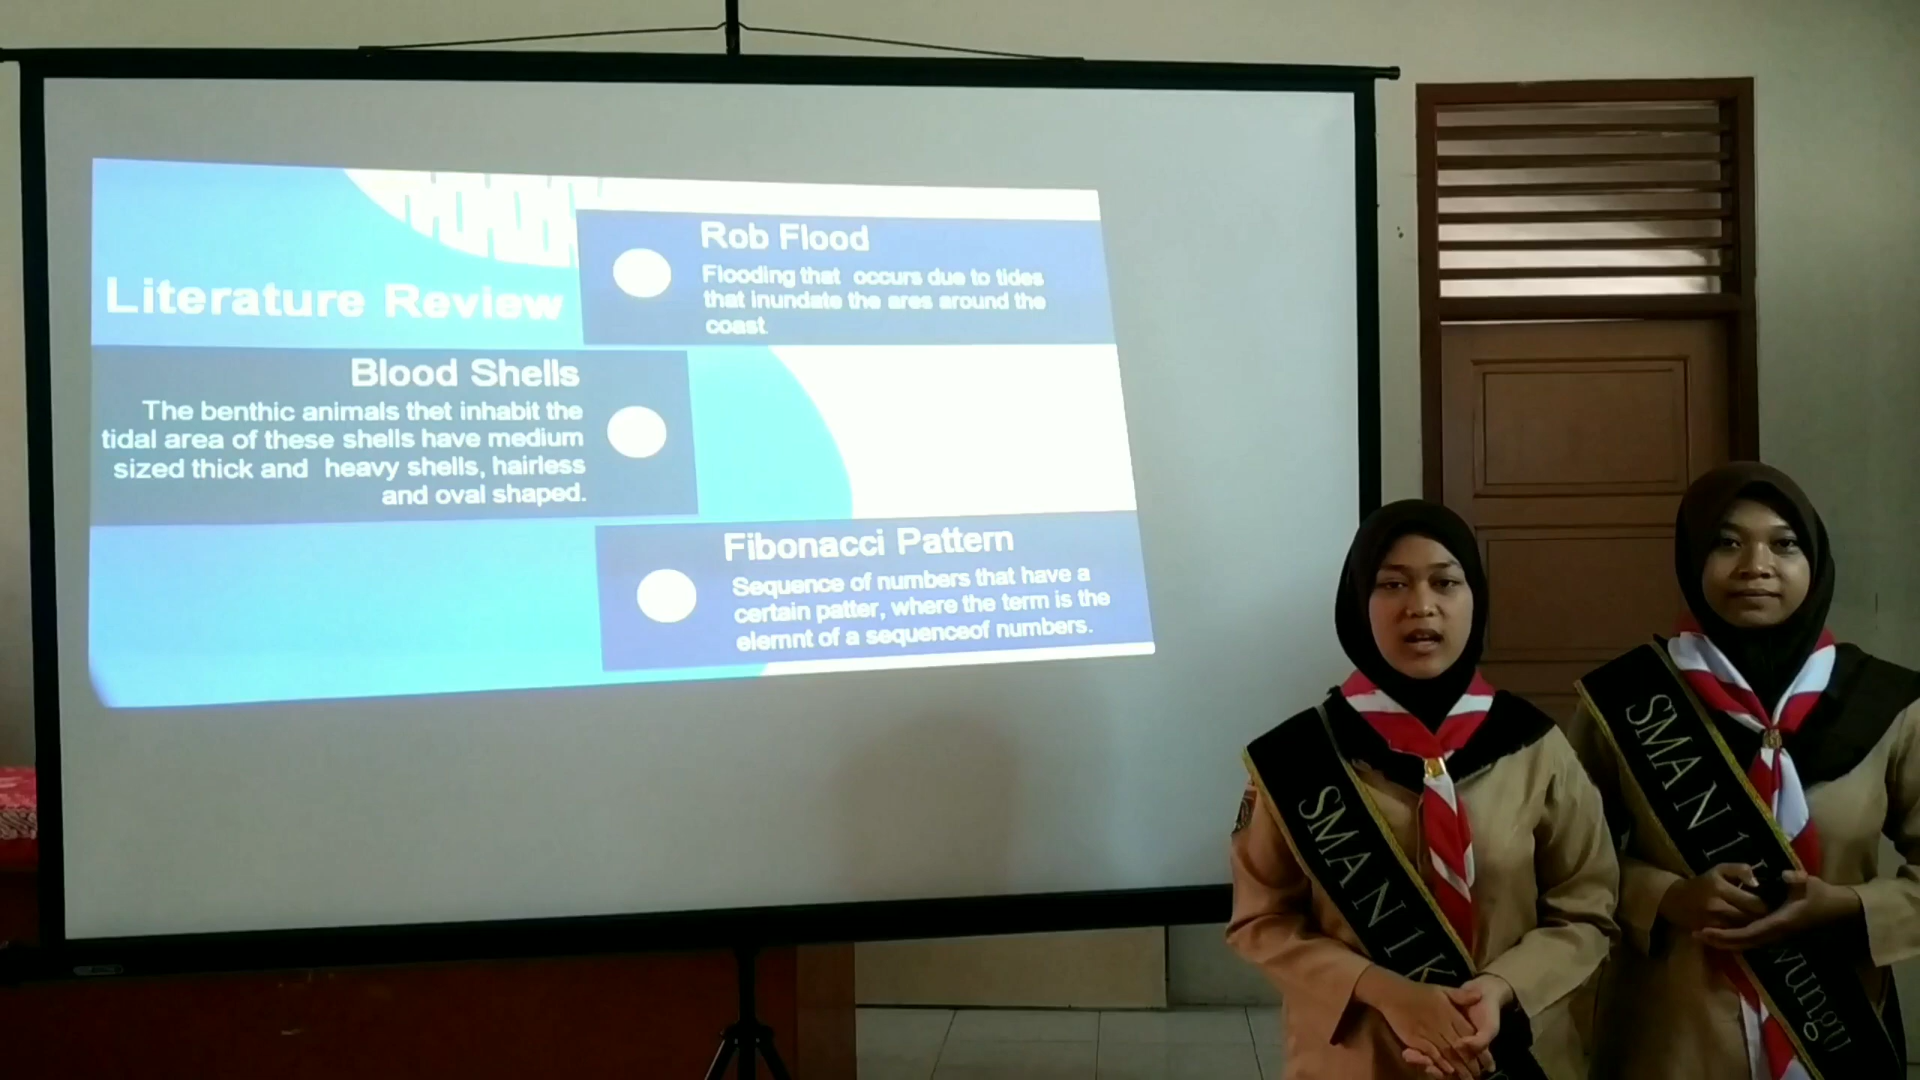 Literature Review
Rob Flood
Flooding that occurs due to tides
that inundate the ares around the
coast
Blood Shells
The benthic animals thet inhabit the
tidal area of these shells have medium
sized thick and heavy shells, hairless
and oval shaped.
Fibonacci Pattern
Sequence of numbers that have a
certain patter, where the term is the
elemnt of a sequenceof numbers.
SMA N 1 K
SMA N 1